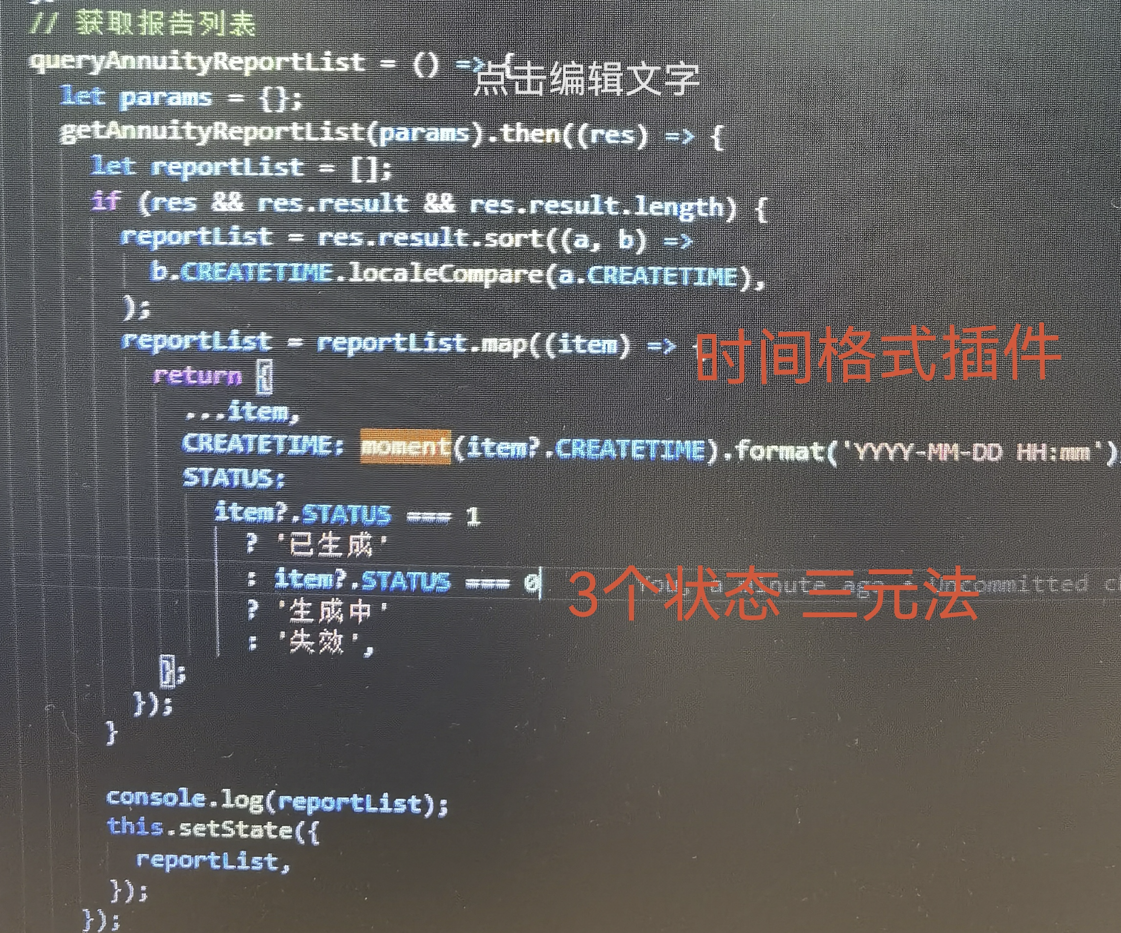 // 获取报告列表
queryAnnuityReportList = () => {
点击编辑文字
let params = {};
getAnnuityReportList(params).then((res) => {
let reportList = [];
if (res && res.result && res.result.length) {
reportList = res.result.sort((a, b) =>
b.CREATETIME.localeCompare(a.CREATETIME),
);
reportList = reportList.map((item) => {
时间格式插件
return {
...item,
CREATETIME: moment(item?.CREATETIME).format('YYYY-MM-DD HH:mm')
STATUS:
item?.STATUS === 1
? '已生成'
: item?.STATUS === 0 You, a minute ago • Uncommitted
3个状态 三元法
? '生成中'
: '失效',
};
});
}
console.log(reportList);
this.setState({
reportList,
});
});